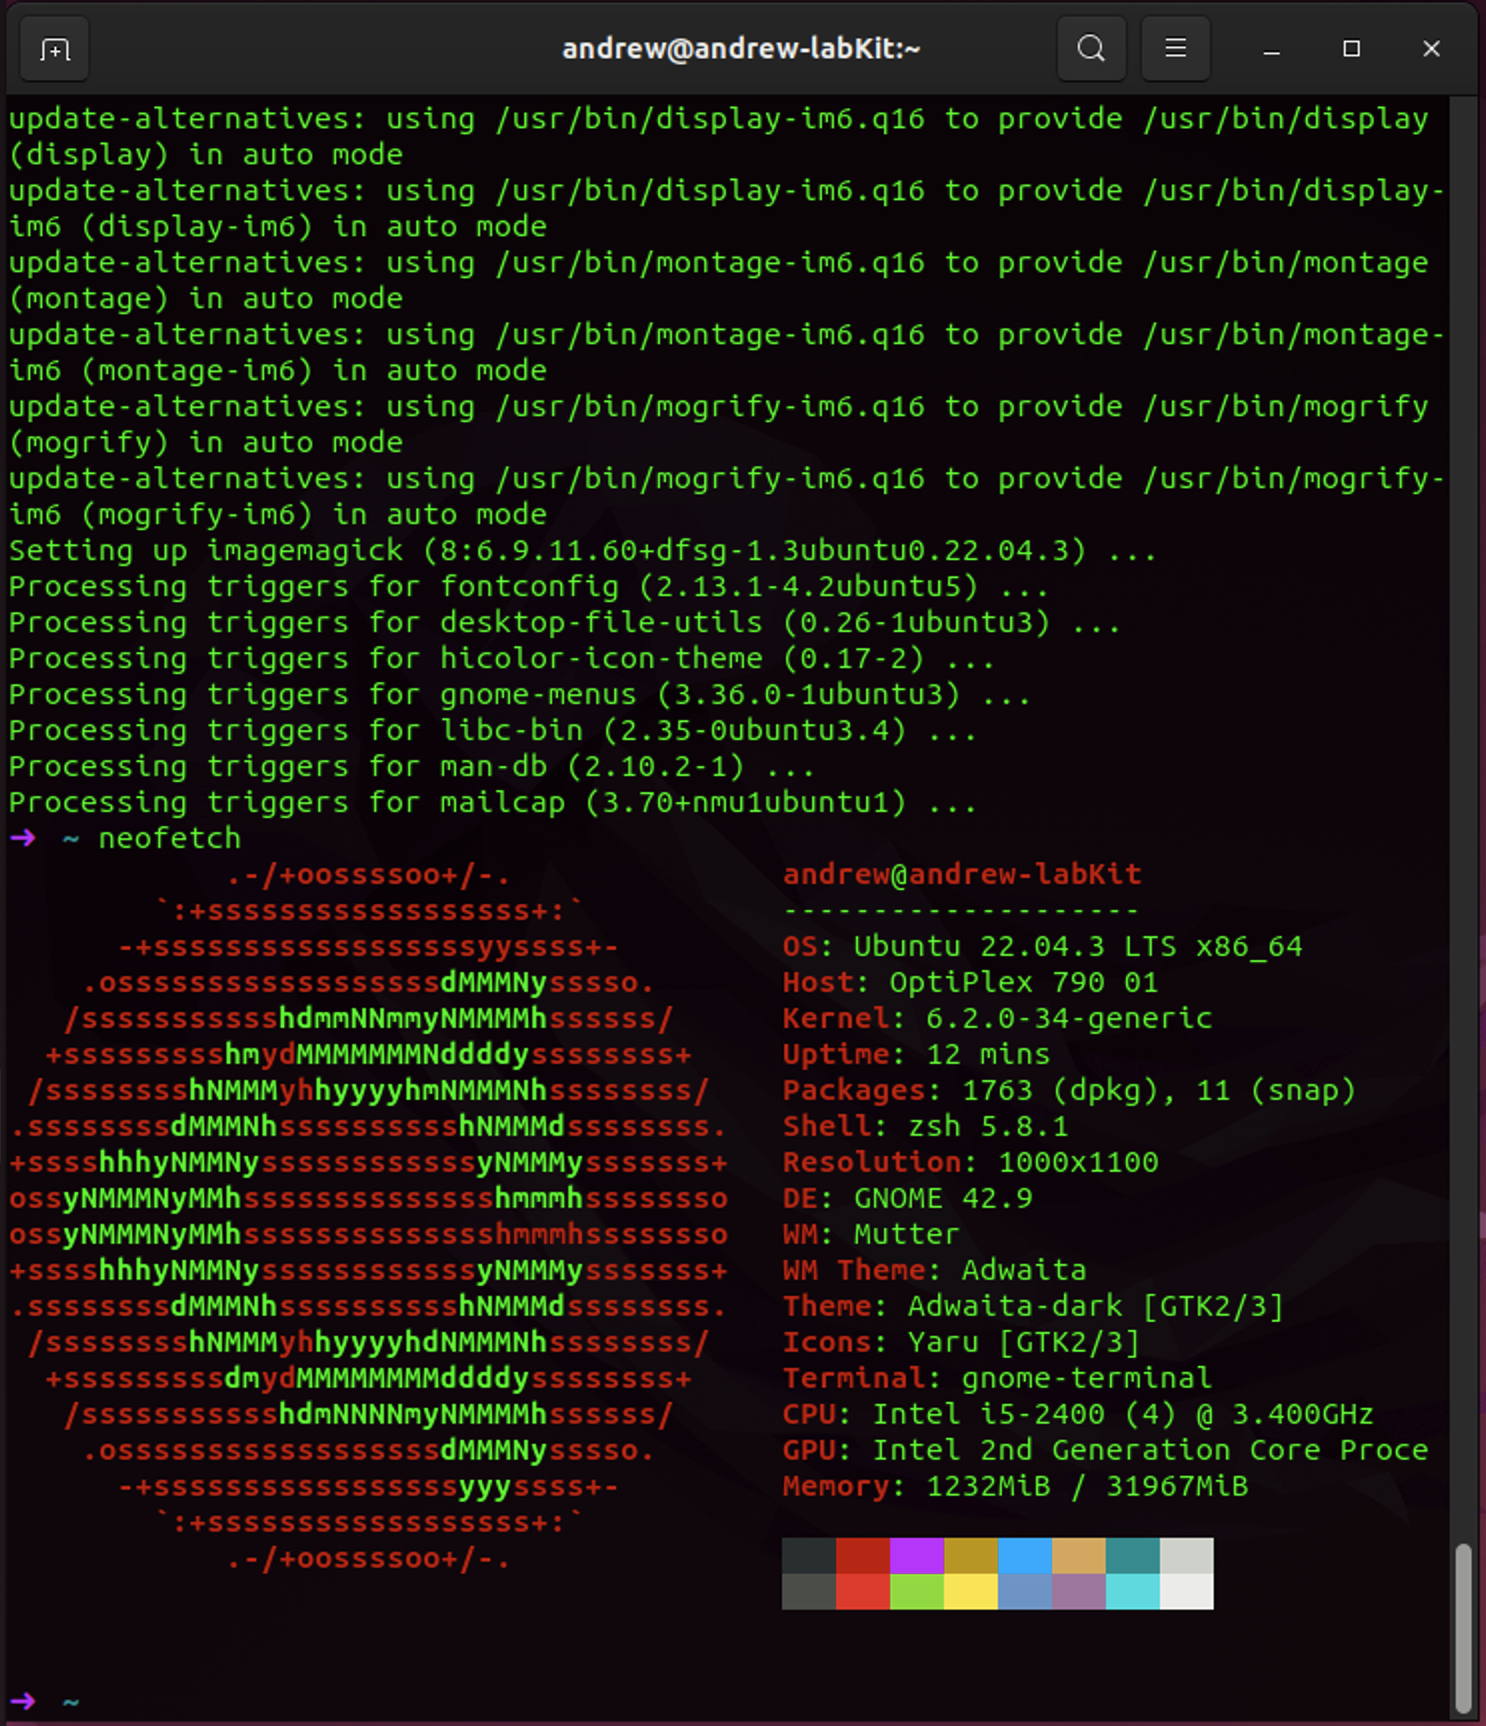 andrew@andrew-labKit:~
update-alternatives: using /usr/bin/display-im6.q16 to provide /usr/bin/display
(display) in auto mode
update-alternatives: using /usr/bin/display-im6.q16 to provide /usr/bin/display-
im6 (display-im6) in auto mode
update-alternatives: using /usr/bin/montage-im6.q16 to provide /usr/bin/montage
(montage) in auto mode
update-alternatives: using /usr/bin/montage-im6.q16 to provide /usr/bin/montage-
im6 (montage-im6) in auto mode
update-alternatives: using /usr/bin/mogrify-im6.q16 to provide /usr/bin/mogrify
(mogrify) in auto mode
update-alternatives: using /usr/bin/mogrify-im6.q16 to provide /usr/bin/mogrify-
im6 (mogrify-im6) in auto mode
Setting up imagemagick (8:6.9.11.60+dfsg-1.3ubuntu0.22.04.3) ...
Processing triggers for fontconfig (2.13.1-4.2ubuntu5) ...
Processing triggers for desktop-file-utils (0.26-1ubuntu3) ...
Processing triggers for hicolor-icon-theme (0.17-2) ...
Processing triggers for gnome-menus (3.36.0-1ubuntu3) ...
Processing triggers for libc-bin (2.35-0ubuntu3.4) ...
Processing triggers for man-db (2.10.2-1) ...
Processing triggers for mailcap (3.70+nmu1ubuntu1) ...
➜  ~ neofetch
            .-/+oossssoo+/-.               andrew@andrew-labKit
        `:+ssssssssssssssssss+:`           --------------------
      -+ssssssssssssssssssyyssss+-         OS: Ubuntu 22.04.3 LTS x86_64
    .ossssssssssssssssssdMMMNysssso.       Host: OptiPlex 790 01
   /ssssssssssshdmmNNmmyNMMMMhssssss/      Kernel: 6.2.0-34-generic
  +ssssssssshmydMMMMMMMNddddyssssssss+     Uptime: 12 mins
 /sssssssshNMMMyhhyyyyhmNMMMNhssssssss/    Packages: 1763 (dpkg), 11 (snap)
.ssssssssdMMMNhsssssssssshNMMMdssssssss.   Shell: zsh 5.8.1
+sssshhhyNMMNyssssssssssssyNMMMysssssss+   Resolution: 1000x1100
ossyNMMMNyMMhsssssssssssssshmmmhssssssso   DE: GNOME 42.9
ossyNMMMNyMMhsssssssssssssshmmmhssssssso   WM: Mutter
+sssshhhyNMMNyssssssssssssyNMMMysssssss+   WM Theme: Adwaita
.ssssssssdMMMNhsssssssssshNMMMdssssssss.   Theme: Adwaita-dark [GTK2/3]
 /sssssssshNMMMyhhyyyyhdNMMMNhssssssss/    Icons: Yaru [GTK2/3]
  +sssssssssdmydMMMMMMMMddddyssssssss+     Terminal: gnome-terminal
   /ssssssssssshdmNNNNmyNMMMMhssssss/      CPU: Intel i5-2400 (4) @ 3.400GHz
    .ossssssssssssssssssdMMMNysssso.       GPU: Intel 2nd Generation Core Proce
      -+sssssssssssssssssyyyssss+-         Memory: 1232MiB / 31967MiB
        `:+ssssssssssssssssss+:`
            .-/+oossssoo+/-.
➜  ~